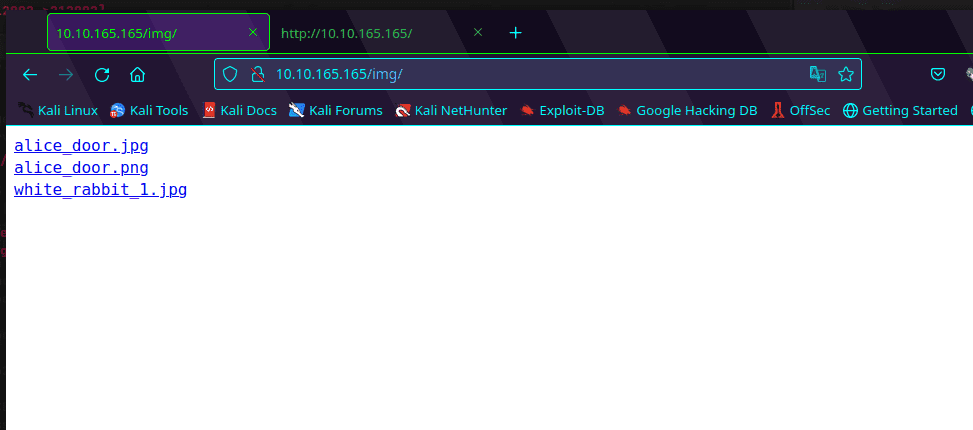 10.10.165.165/img/
http://10.10.165.165/
10.10.165.165/img/
Kali Linux Kali Tools Kali Docs Kali Forums Kali NetHunter Exploit-DB Google Hacking DB OffSec Getting Started
alice_door.jpg
alice_door.png
white_rabbit_1.jpg